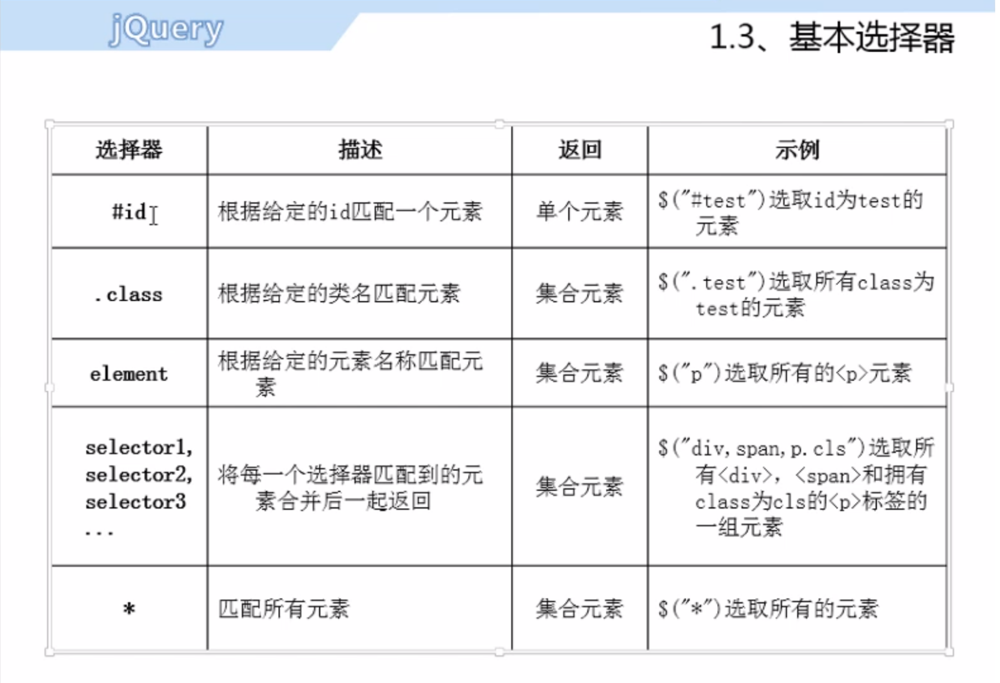 jQuery
1.3、基本选择器
选择器 描述 返回 示例
#id 根据给定的id匹配一个元素 单个元素 $("#test")选取id为test的
元素
.class 根据给定的类名匹配元素 集合元素 $(".test")选取所有class为
test的元素
element 根据给定的元素名称匹配元
素
集合元素 $("p")选取所有的<p>元素
selector1,
selector2,
selector3
...
将每一个选择器匹配到的元
素合并后一起返回
集合元素
$("div,span,p.cls")选取所
有<div>, <span>和拥有
class为cls的<p>标签的
一组元素
* 匹配所有元素 集合元素 $("*")选取所有的元素